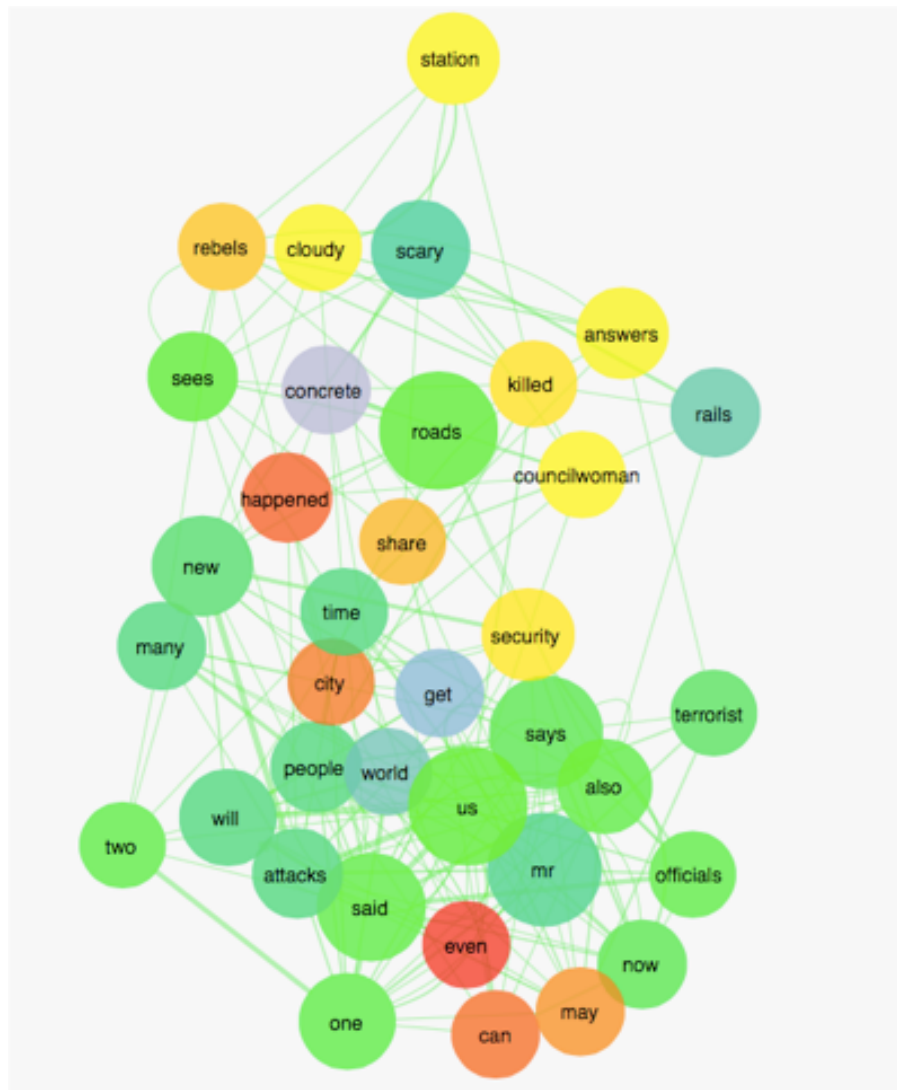 station
rebels
cloudy
scary
answers
sees
concrete
killed
rails
roads
councilwoman
happened
share
new
time
security
many
city
get
terrorist
says
people
world
also
us
will
two
attacks
mr
officials
said
even
now
one
can
may